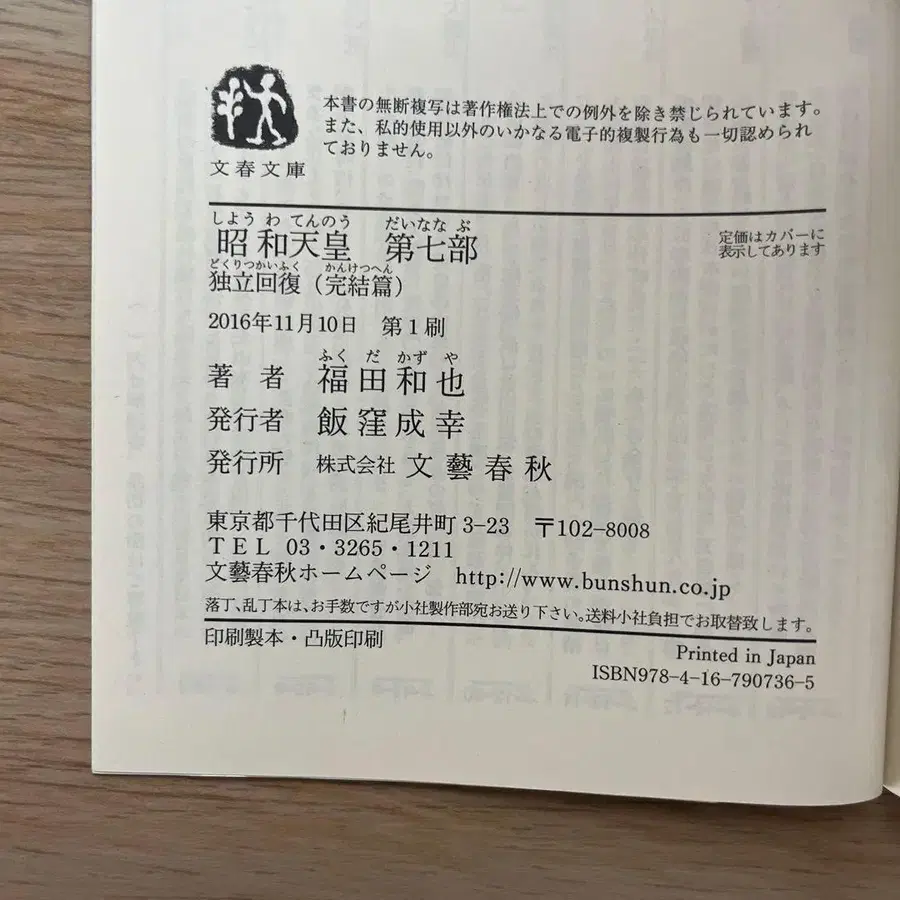 本書の無断複写は著作権法上での例外を除き禁じられています。
また、私的使用以外のいかなる電子的複製行為も一切認められ
ておりません。
文春文庫
しよう わ てんのう だいなな ぶ
昭和天皇 第七部
定価はカバーに
表示してあります
どくりつかいふく かんけつへん
独立回復(完結篇)
2016年11月10日 第1刷
ふく だ かず や
著 者 福田和也
発行者 飯窪成幸
発行所 株式会社 文藝春秋
東京都千代田区紀尾井町 3-23 〒102-8008
TEL 03・3265・1211
文藝春秋ホームページ http://www.bunshun.co.jp
落丁、乱丁本は、お手数ですが小社製作部宛お送り下さい。送料小社負担でお取替致します。
印刷製本・凸版印刷
Printed in Japan
ISBN978-4-16-790736-5